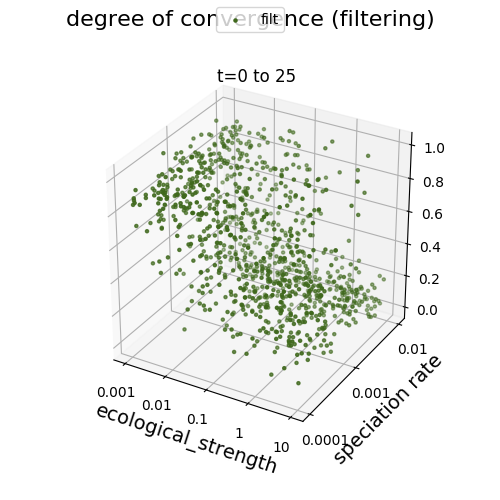 degree of convergence (filtering)
filt
t=0 to 25
1.0
0.8
0.6
0.4
0.2
0.0
0.01
0.001
0.0001
speciation rate
0.001
0.01
0.1
1
10
ecological_strength